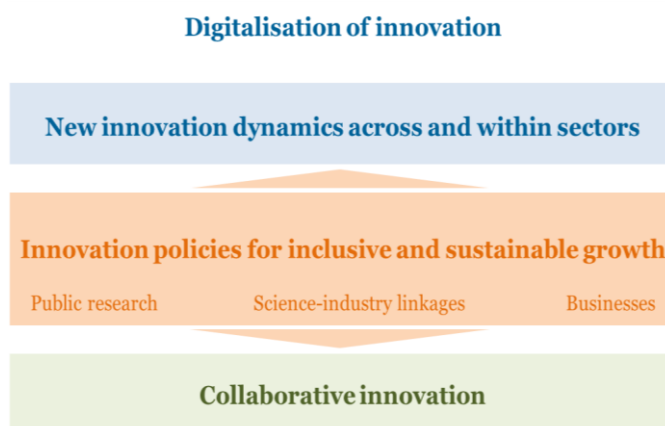 Digitalisation of innovation
New innovation dynamics across and within sectors
Innovation policies for inclusive and sustainable growth
Public research Science-industry linkages Businesses
Collaborative innovation